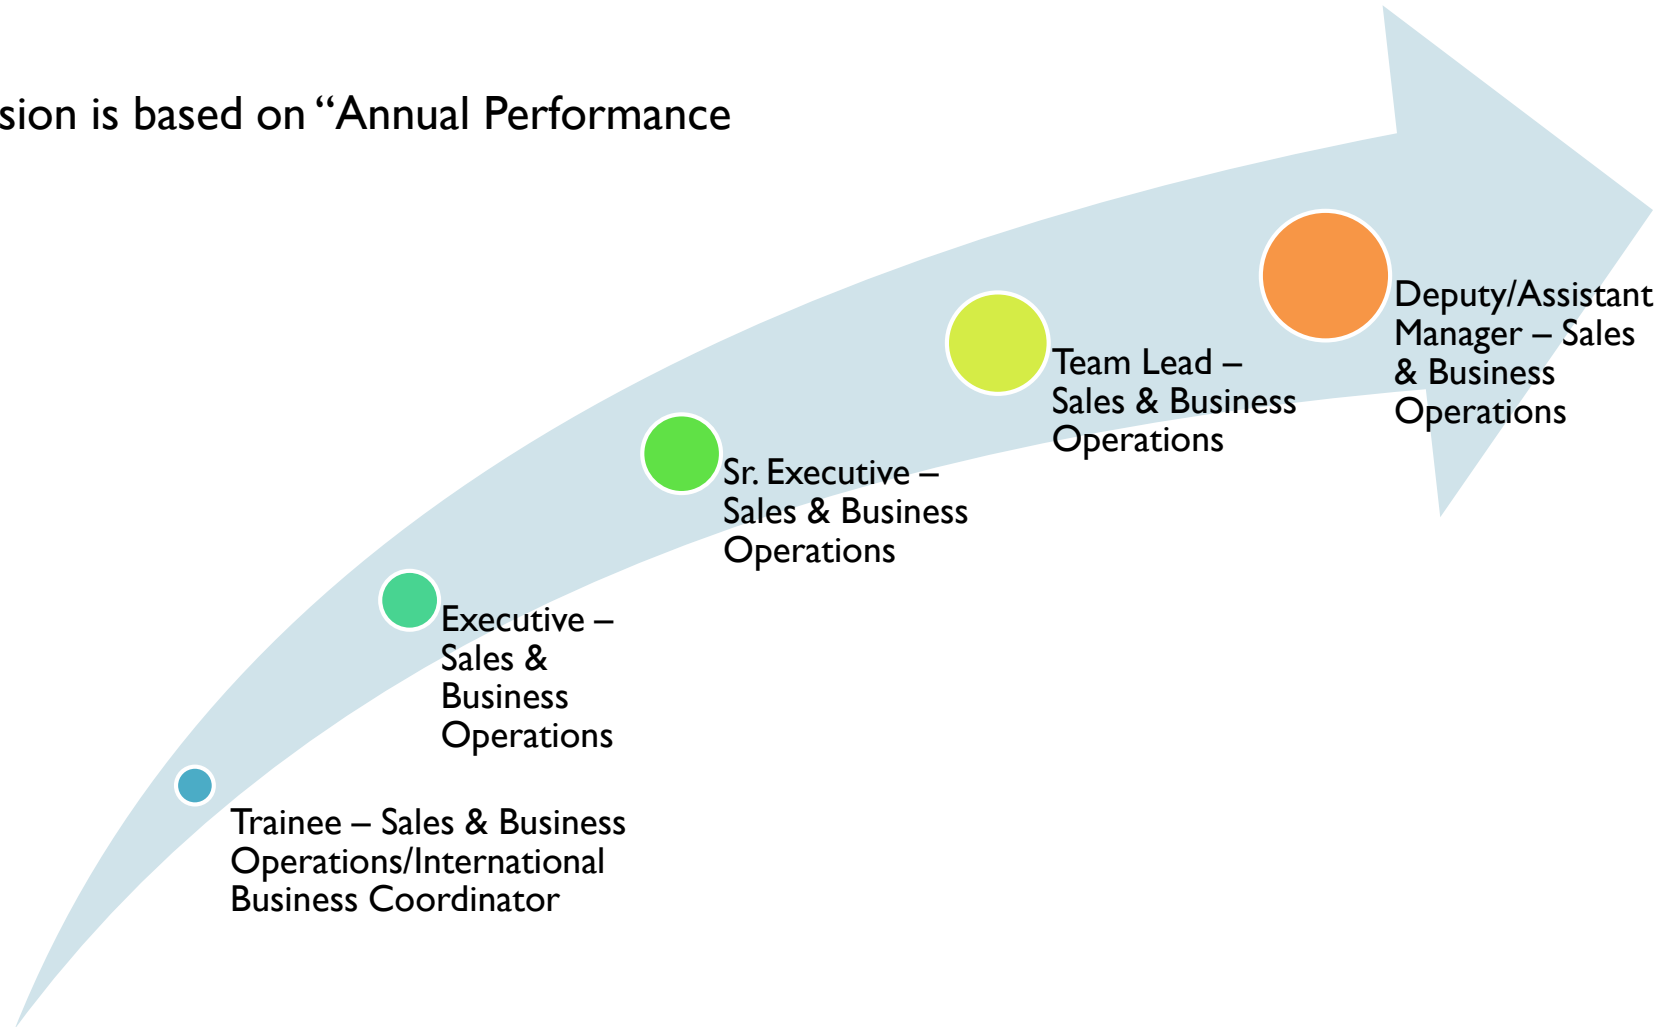 sion is based on “Annual Performance
Deputy/Assistant
Manager – Sales
& Business
Operations
Team Lead –
Sales & Business
Operations
Sr. Executive –
Sales & Business
Operations
Executive –
Sales &
Business
Operations
Trainee – Sales & Business
Operations/International
Business Coordinator